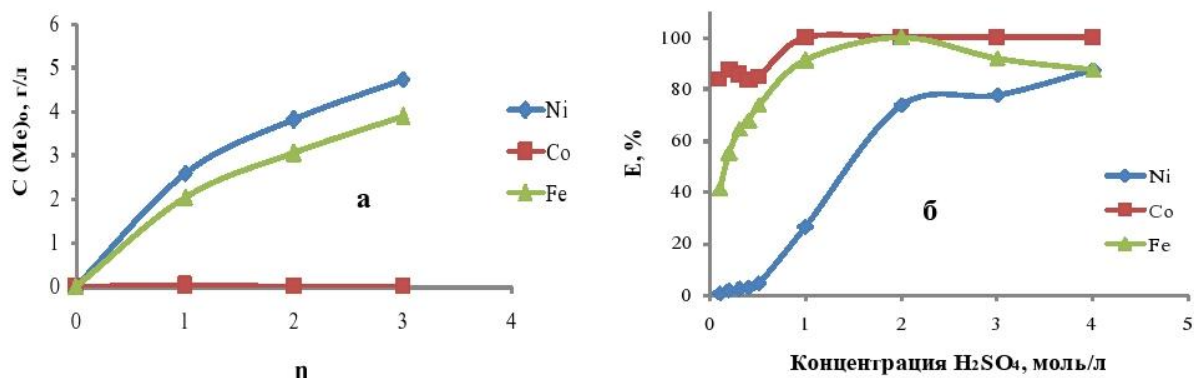 C (Me)₀, г/л
6
5
4
3
2
1
0
0 1 2 3 4
n
а
Ni
Co
Fe
E, %
100
80
60
40
20
0
0 1 2 3 4 5
Концентрация H₂SO₄, моль/л
б
Ni
Co
Fe